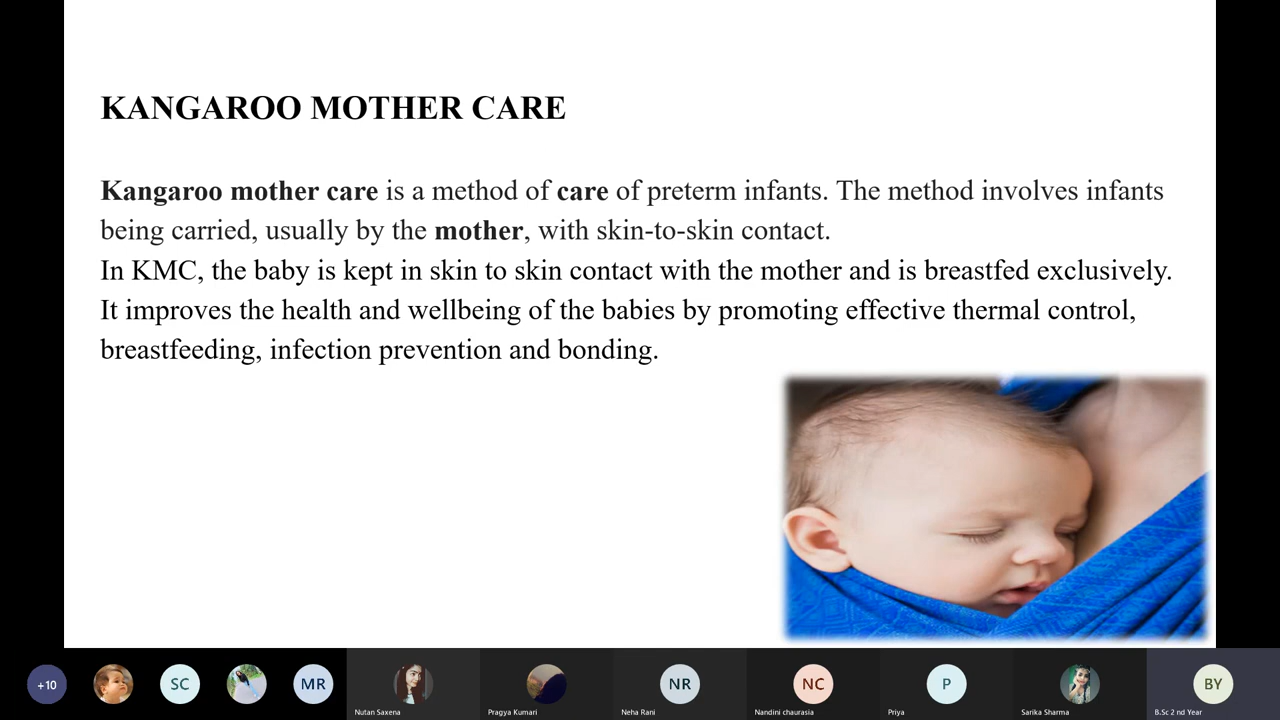 KANGAROO MOTHER CARE
Kangaroo mother care is a method of care of preterm infants. The method involves infants
being carried, usually by the mother, with skin-to-skin contact.
In KMC, the baby is kept in skin to skin contact with the mother and is breastfed exclusively.
It improves the health and wellbeing of the babies by promoting effective thermal control,
breastfeeding, infection prevention and bonding.
+10 SC MR NR NC P BY
Nutan Saxena Pragya Kumari Neha Rani Nandini chaurasia Priya Sarika Sharma B.Sc 2 nd Year